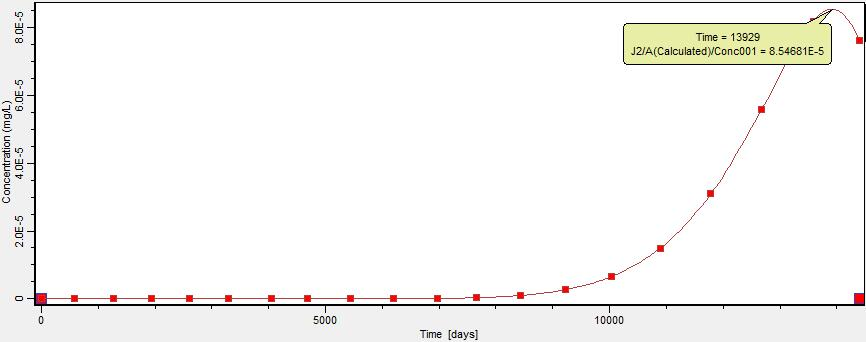 8.0E-5
Time = 13929
J2/A(Calculated)/Conc001 = 8.54681E-5
6.0E-5
Concentration (mg/L)
4.0E-5
2.0E-5
0
0
5000
10000
Time [days]